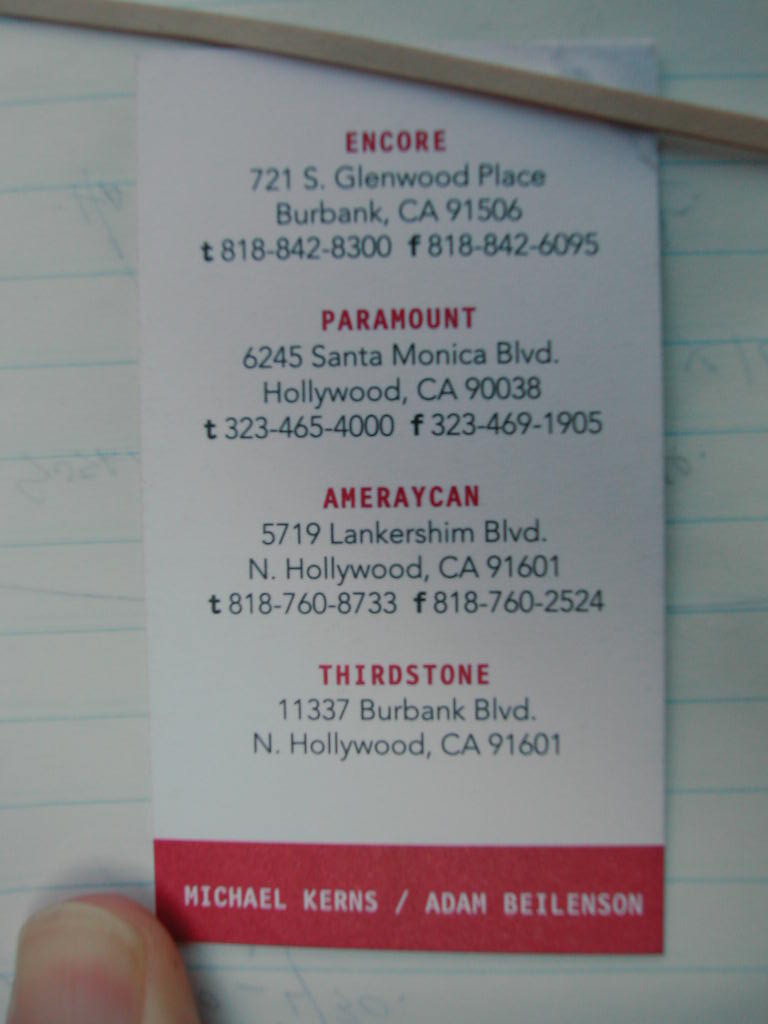 ENCORE
721 S. Glenwood Place
Burbank, CA 91506
t 818-842-8300 f 818-842-6095
PARAMOUNT
6245 Santa Monica Blvd.
Hollywood, CA 90038
t 323-465-4000 f 323-469-1905
AMERAYCAN
5719 Lankershim Blvd.
N. Hollywood, CA 91601
t 818-760-8733 f 818-760-2524
THIRDSTONE
11337 Burbank Blvd.
N. Hollywood, CA 91601
MICHAEL KERNS / ADAM BEILENSON